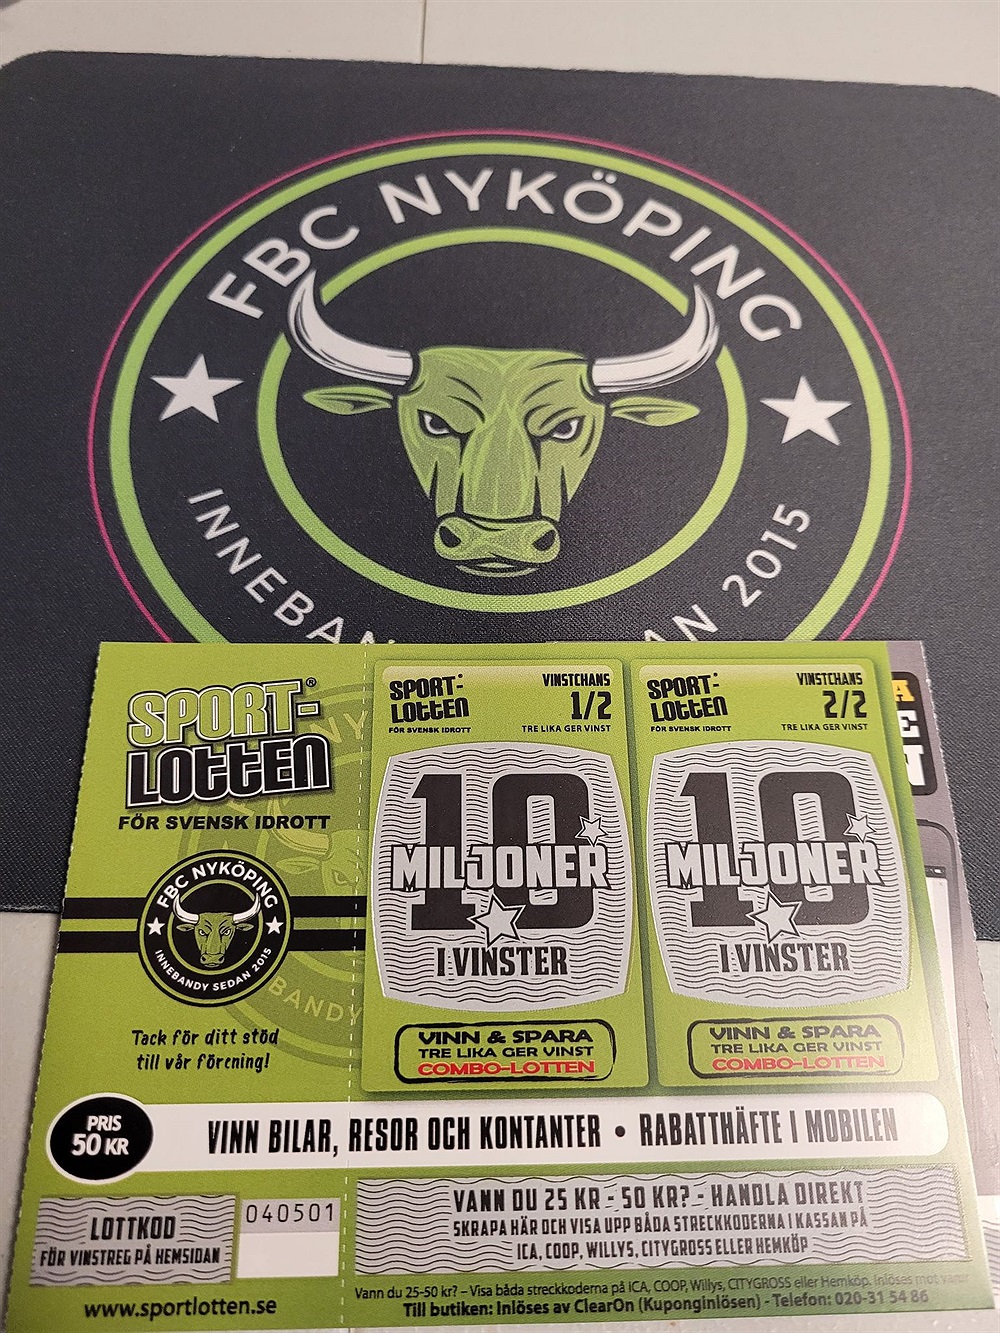 FBC NYKÖPING
INNEBANDY SEDAN 2015
SPORT-
LOTTEN®
FÖR SVENSK IDROTT
FBC NYKÖPING
INNEBANDY SEDAN 2015
Tack för ditt stöd
till vår förening!
SPORT-
LOTTEN
FÖR SVENSK IDROTT
VINSTCHANS
1/2
TRE LIKA GER VINST
10
MILJONER
I VINSTER
VINN & SPARA
TRE LIKA GER VINST
COMBO-LOTTEN
SPORT-
LOTTEN
FÖR SVENSK IDROTT
VINSTCHANS
2/2
TRE LIKA GER VINST
10
MILJONER
I VINSTER
VINN & SPARA
TRE LIKA GER VINST
COMBO-LOTTEN
PRIS
50 KR
VINN BILAR, RESOR OCH KONTANTER • RABATTHÄFTE I MOBILEN
LOTTKOD
FÖR VINSTREG PÅ HEMSIDAN
040501
www.sportlotten.se
VANN DU 25 KR - 50 KR? - HANDLA DIREKT
SKRAPA HÄR OCH VISA UPP BÅDA STRECKKODERNA I KASSAN PÅ
ICA, COOP, WILLYS, CITYGROSS ELLER HEMKÖP
Vann du 25-50 kr? – Visa båda streckkoderna på ICA, COOP, Willys, CITYGROSS eller Hemköp. Inlöses mot varor
Till butiken: Inlöses av ClearOn (Kuponginlösen) - Telefon: 020-31 54 86